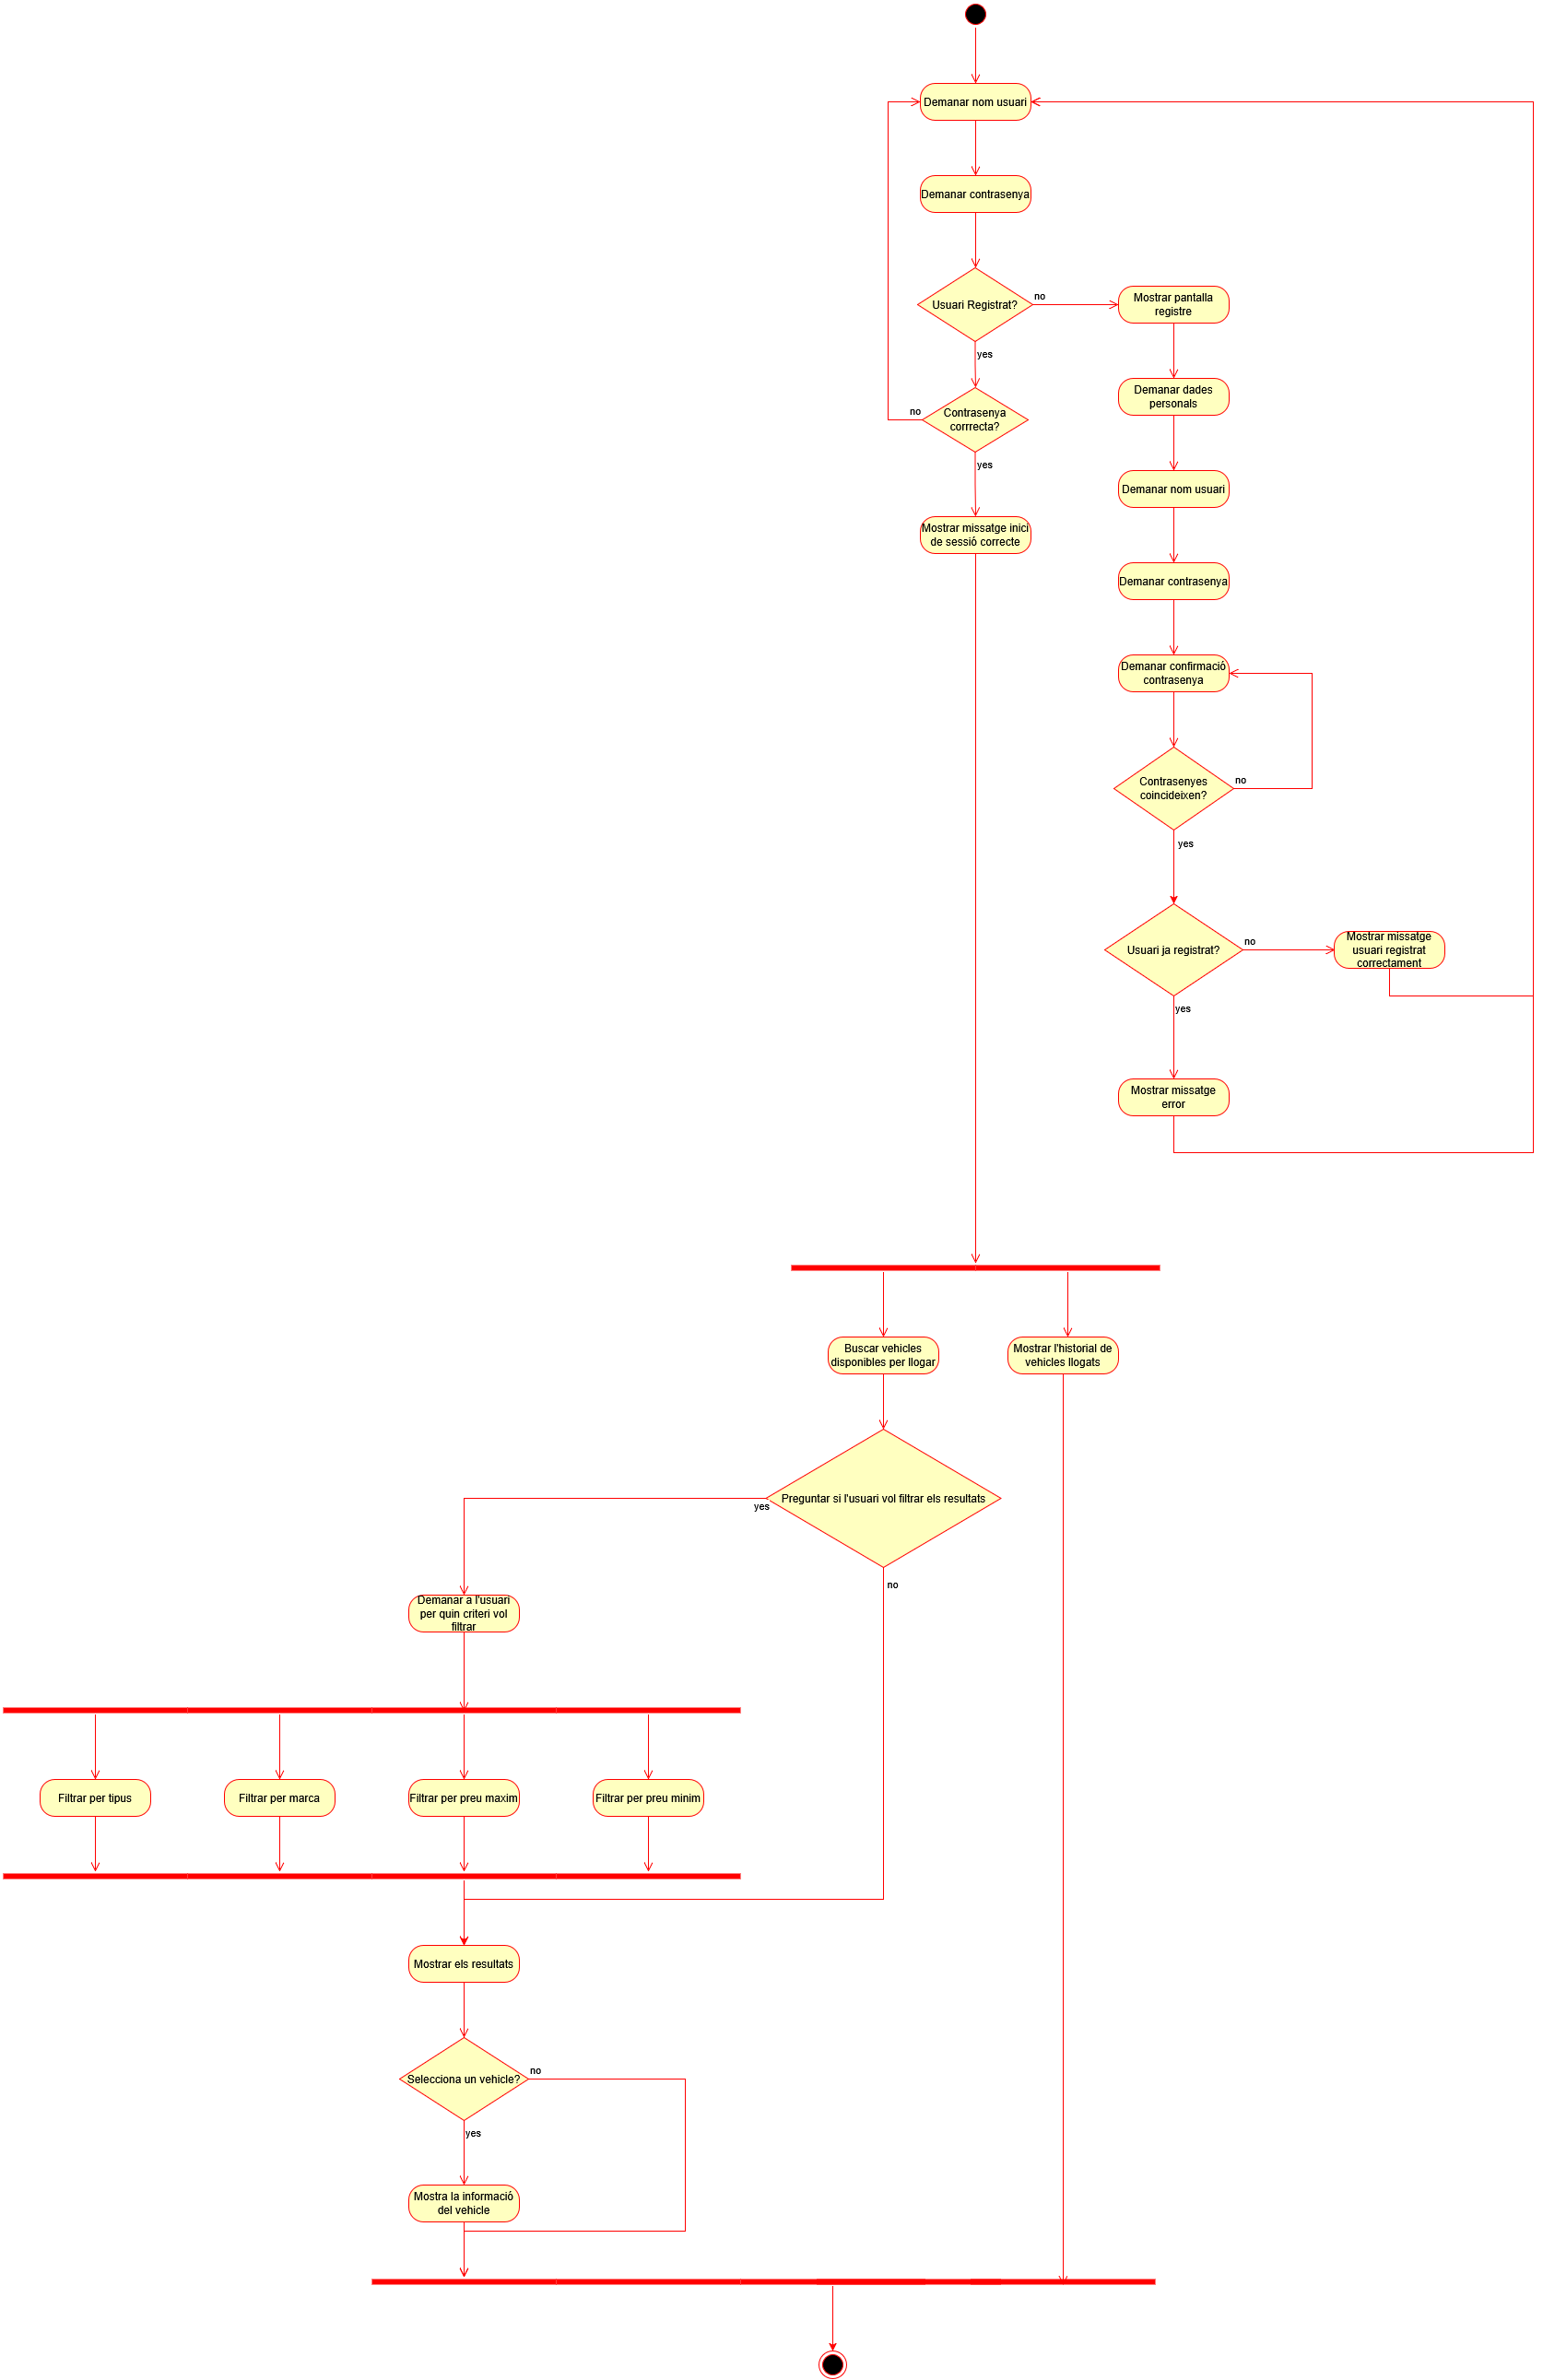 Demanar nom usuari
Demanar contrasenya
Usuari Registrat?
no
Mostrar pantalla
registre
yes
Demanar dades
personals
no
Contrasenya
corrrecta?
yes
Demanar nom usuari
Mostrar missatge inici
de sessió correcte
Demanar contrasenya
Demanar confirmació
contrasenya
Contrasenyes
coincideixen?
no
yes
Usuari ja registrat?
no
Mostrar missatge
usuari registrat
correctament
yes
Mostrar missatge
error
Buscar vehicles
disponibles per llogar
Mostrar l'historial de
vehicles llogats
Preguntar si l'usuari vol filtrar els resultats
yes
no
Demanar a l'usuari
per quin criteri vol
filtrar
Filtrar per tipus
Filtrar per marca
Filtrar per preu maxim
Filtrar per preu minim
Mostrar els resultats
Selecciona un vehicle?
no
yes
Mostra la informació
del vehicle